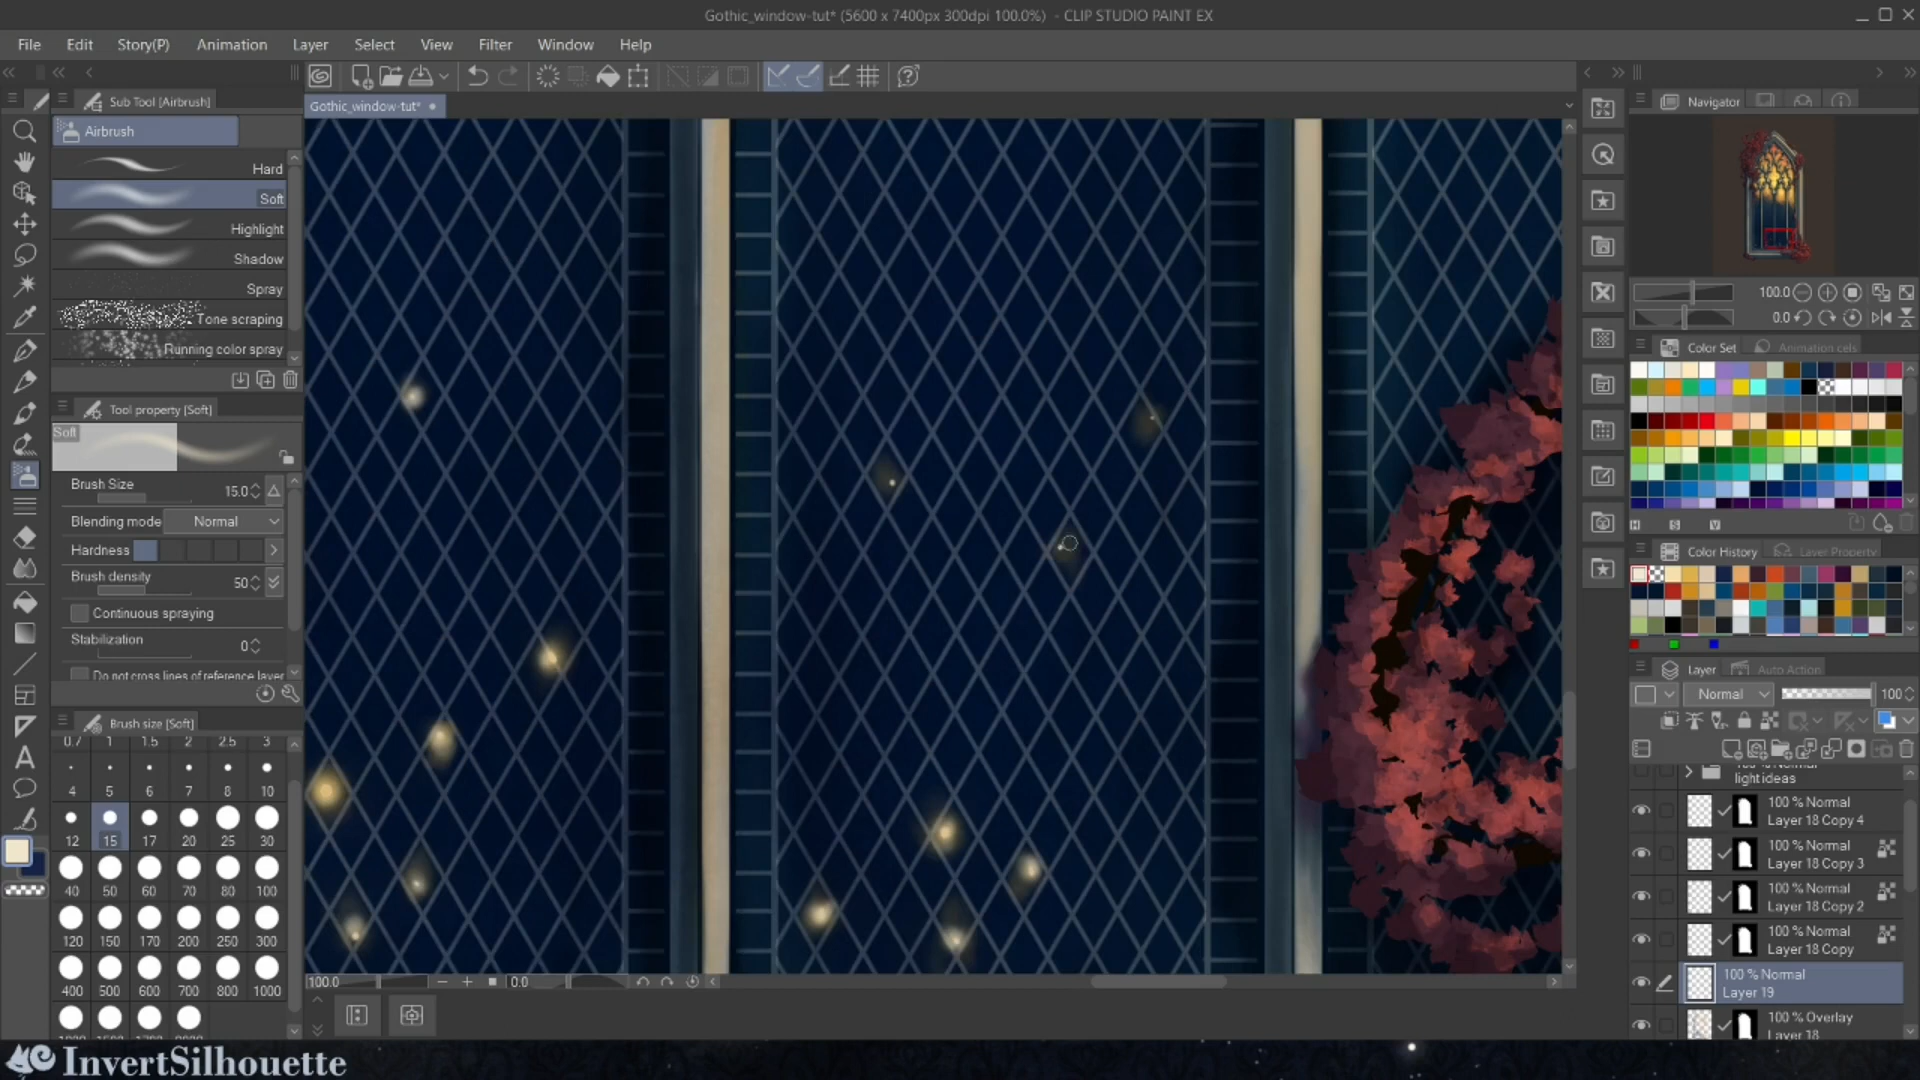 Gothic_window-tut* (5600 x 7400px 300dpi 100.0%) - CLIP STUDIO PAINT EX
File Edit Story(P) Animation Layer Select View Filter Window Help
Sub Tool [Airbrush]
Gothic_window-tut*
Navigator
Airbrush
Hard
Soft
Highlight
Shadow
Spray
Tone scraping
Running color spray
100.0
0.0
Color Set
Animation cels
Tool property [Soft]
Soft
Brush Size 15.0
Blending mode Normal
Hardness
H S V
Color History
Layer Property
Brush density 50
Continuous spraying
Stabilization 0
Do not cross lines of reference layer
Layer
Auto Action
Normal 100
Brush size [Soft]
0.7 1 1.5 2 2.5 3
4 5 6 7 8 10
12 15 17 20 25 30
40 50 60 70 80 100
120 150 170 200 250 300
400 500 600 700 800 1000
100 % Normal
light ideas
100 % Normal
Layer 18 Copy 4
100 % Normal
Layer 18 Copy 3
100 % Normal
Layer 18 Copy 2
100 % Normal
Layer 18 Copy
100 % Normal
Layer 19
100 % Overlay
Layer 18
100.0
0.0
InvertSilhouette